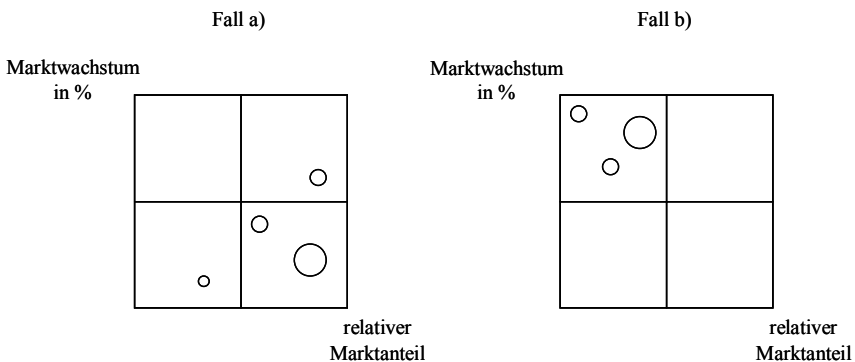 Fall a)
Marktwachstum
in %
relativer
Marktanteil
Fall b)
Marktwachstum
in %
relativer
Marktanteil